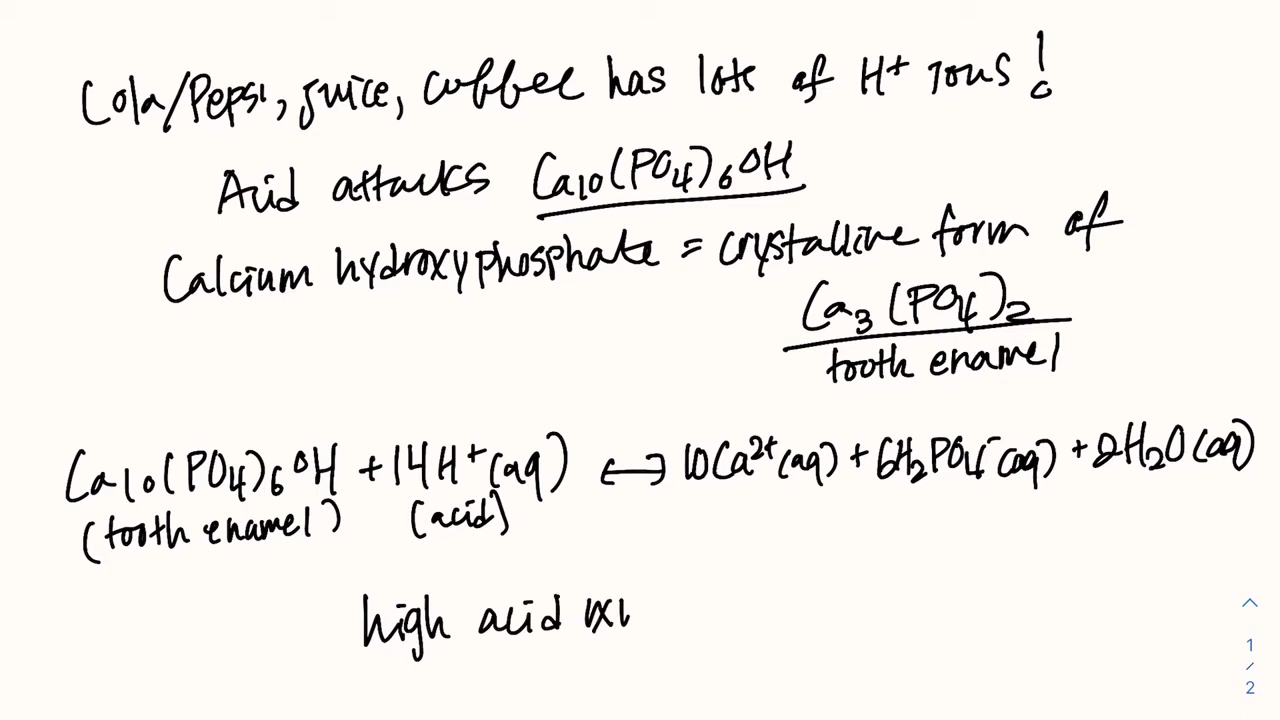 Cola/Pepsi, juice, coffee has lots of H+ ions!
Acid attacks Ca10(PO4)6OH
Calcium hydroxyphosphate = crystalline form of
Ca3(PO4)2
tooth enamel
Ca10(PO4)6OH + 14H+(aq) ⟷ 10Ca2+(aq) + 6H2PO4-(aq) + 2H2O(aq)
(tooth enamel) (acid)
high acid
1
/
2